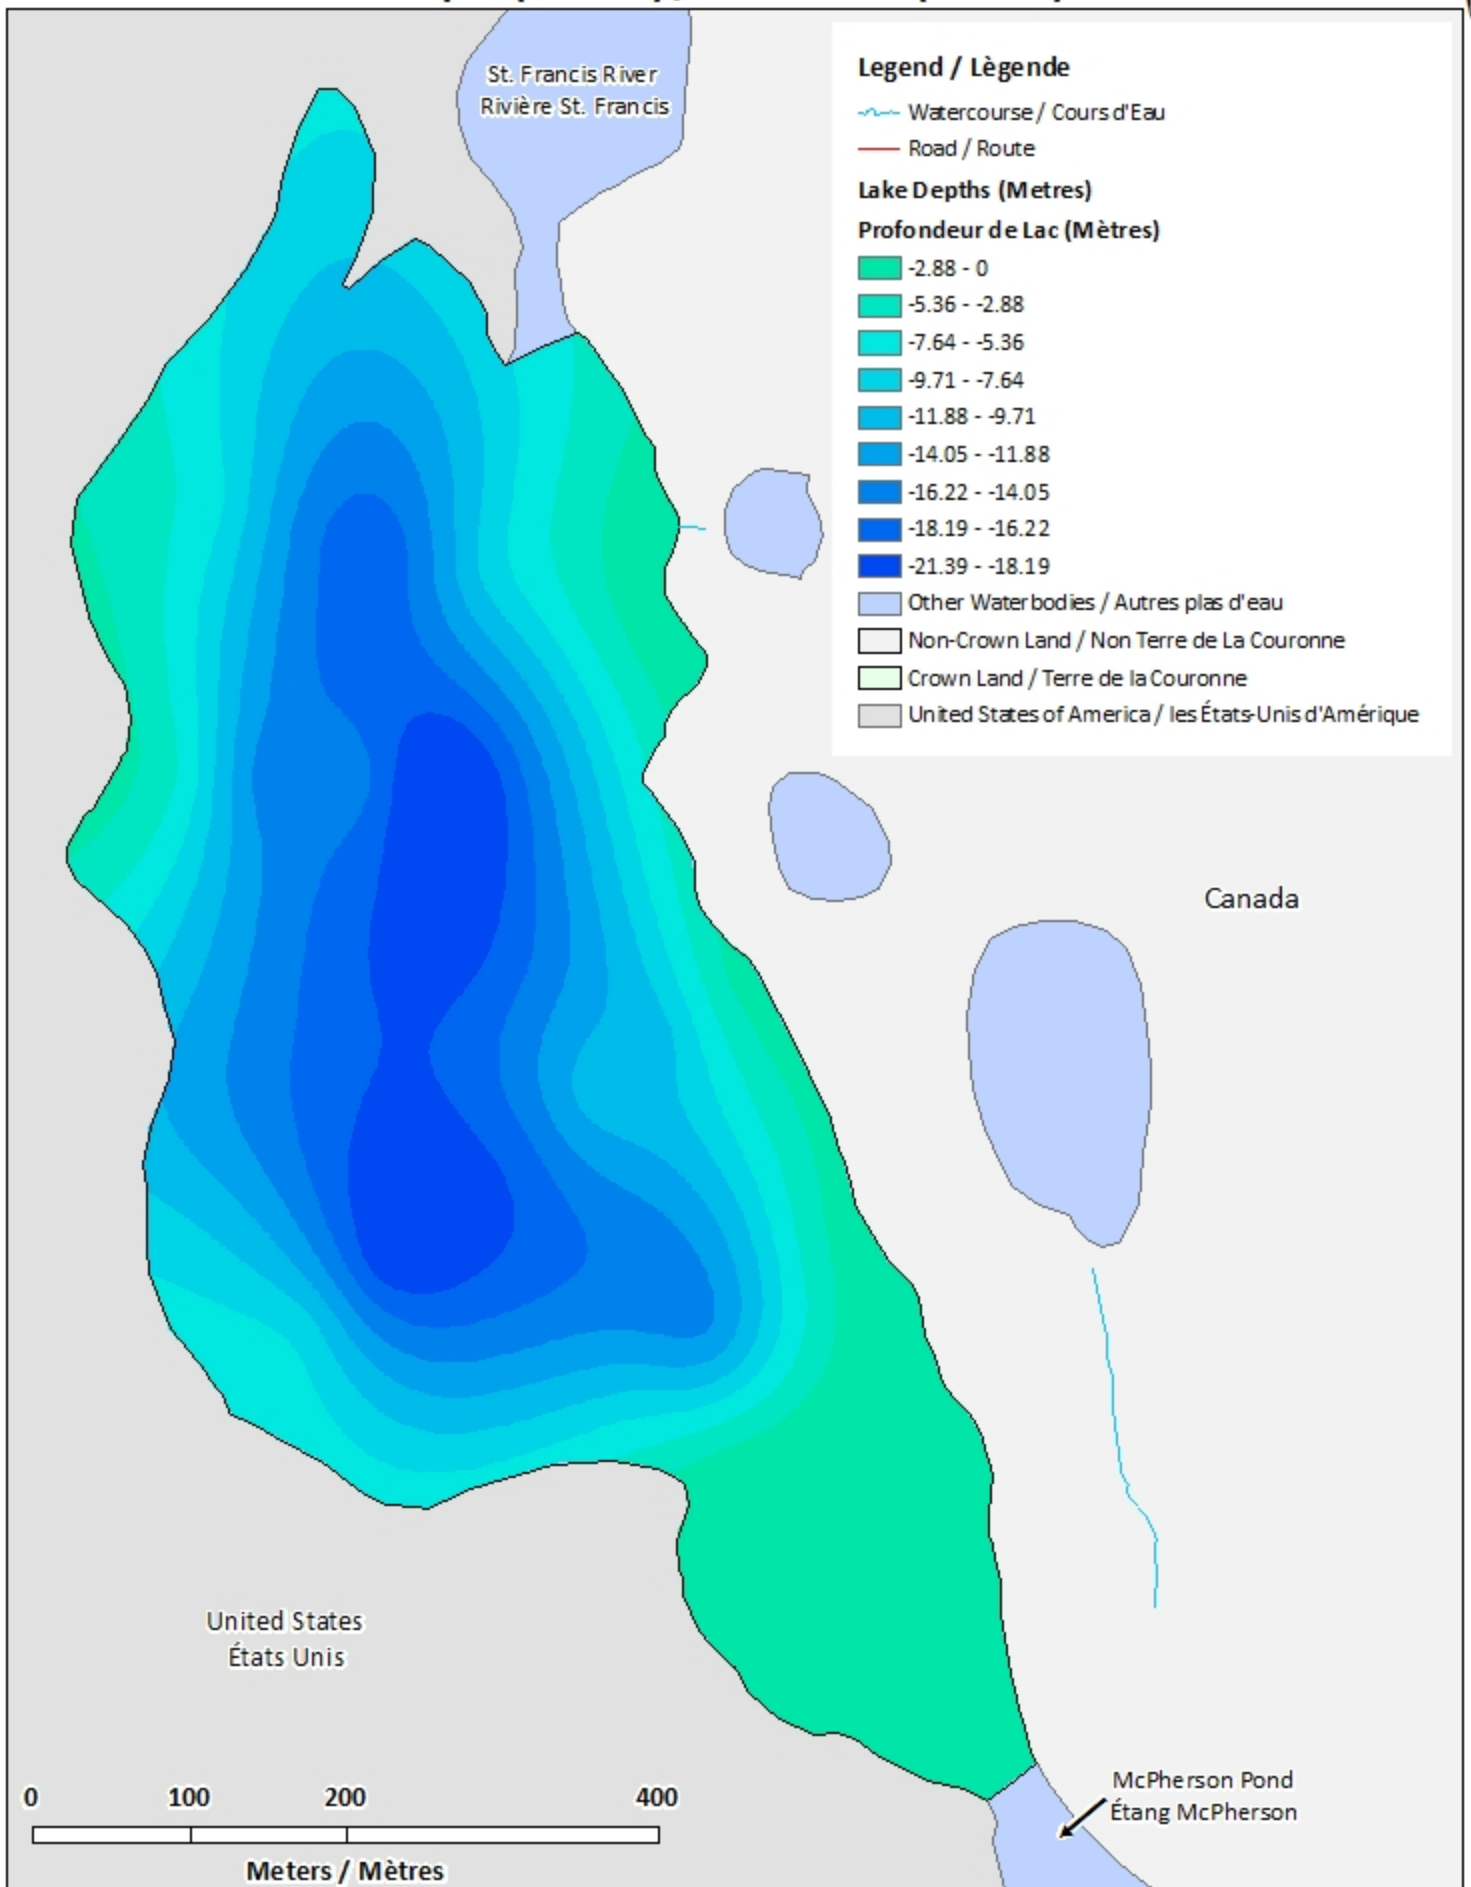 St. Francis River
Rivière St. Francis
Legend / Lègende
Watercourse / Cours d'Eau
Road / Route
Lake Depths (Metres)
Profondeur de Lac (Mètres)
-2.88 - 0
-5.36 - -2.88
-7.64 - -5.36
-9.71 - -7.64
-11.88 - -9.71
-14.05 - -11.88
-16.22 - -14.05
-18.19 - -16.22
-21.39 - -18.19
Other Waterbodies / Autres plas d'eau
Non-Crown Land / Non Terre de La Couronne
Crown Land / Terre de la Couronne
United States of America / les États-Unis d'Amérique
Canada
United States
États Unis
McPherson Pond
Étang McPherson
0 100 200 400
Meters / Mètres